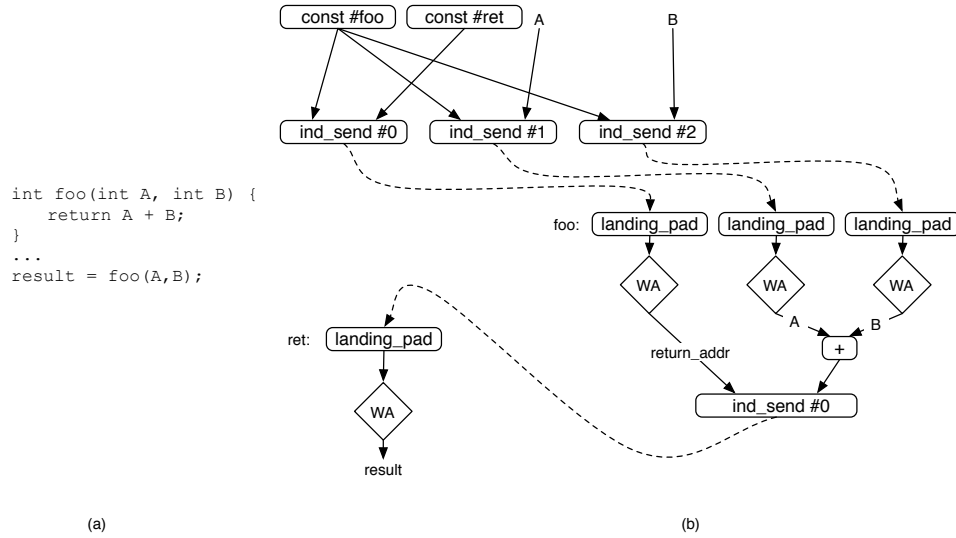 const #foo
const #ret
A
B
ind_send #0
ind_send #1
ind_send #2
int foo(int A, int B) {
return A + B;
}
...
result = foo(A,B);
foo:
landing_pad
landing_pad
landing_pad
WA
WA
WA
A
B
+
return_addr
ret:
landing_pad
WA
ind_send #0
result
(a)
(b)